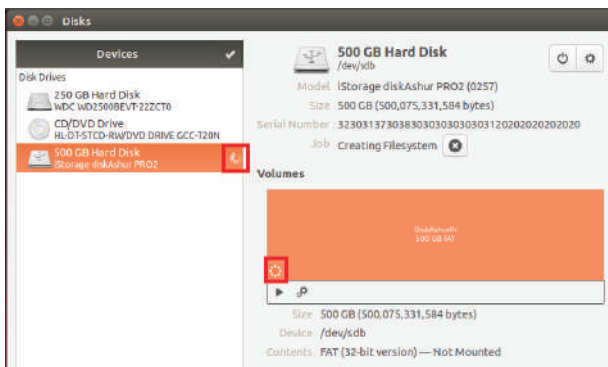 Disks
Devices
Disk Drives
250 GB Hard Disk
WDC WD2500BEVT-22ZCT0
CD/DVD Drive
HL-DT-STCD-RW/DVD DRIVE GCC-T20N
500 GB Hard Disk
iStorage diskAshur PRO2
500 GB Hard Disk
/dev/sdb
Model iStorage diskAshur PRO2 (0257)
Size 500 GB (500,075,331,584 bytes)
Serial Number
Job Creating Filesystem
Volumes
500 GB FAT
Size 500 GB (500,075,331,584 bytes)
Device /dev/sdb
Contents FAT (32-bit version) — Not Mounted